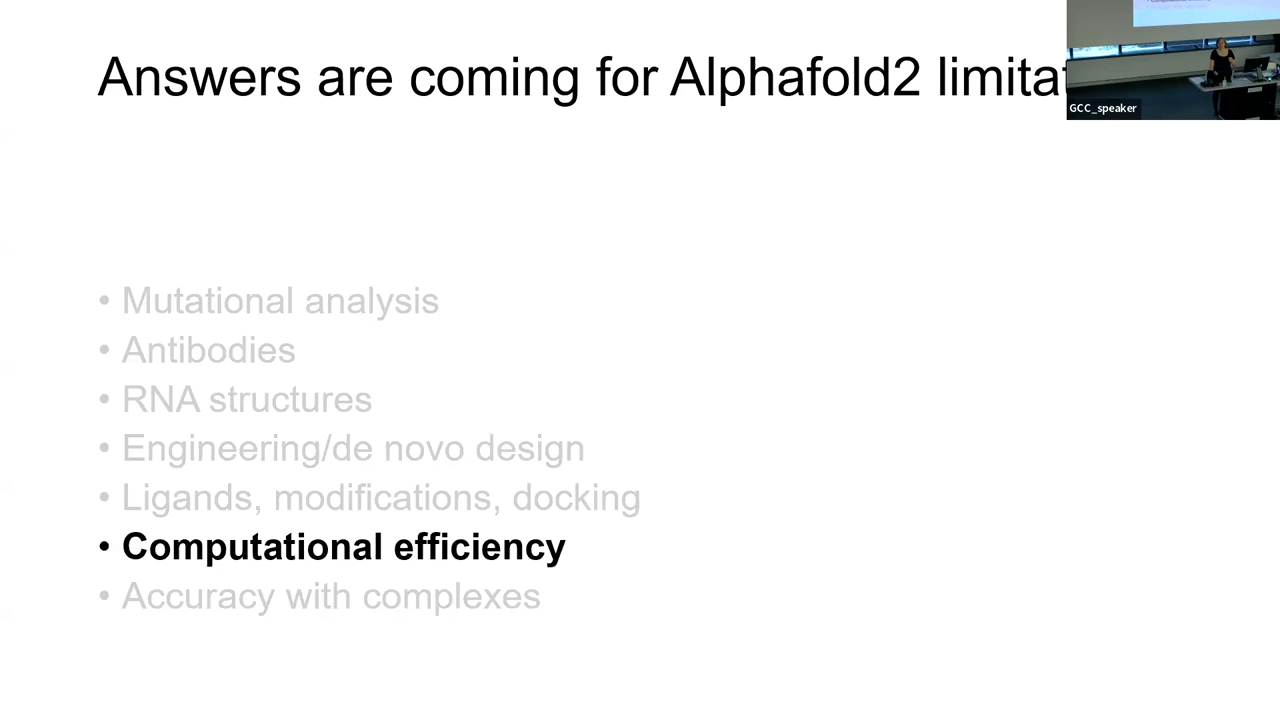 Answers are coming for Alphafold2 limitat
GCC_speaker
• Mutational analysis
• Antibodies
• RNA structures
• Engineering/de novo design
• Ligands, modifications, docking
• Computational efficiency
• Accuracy with complexes